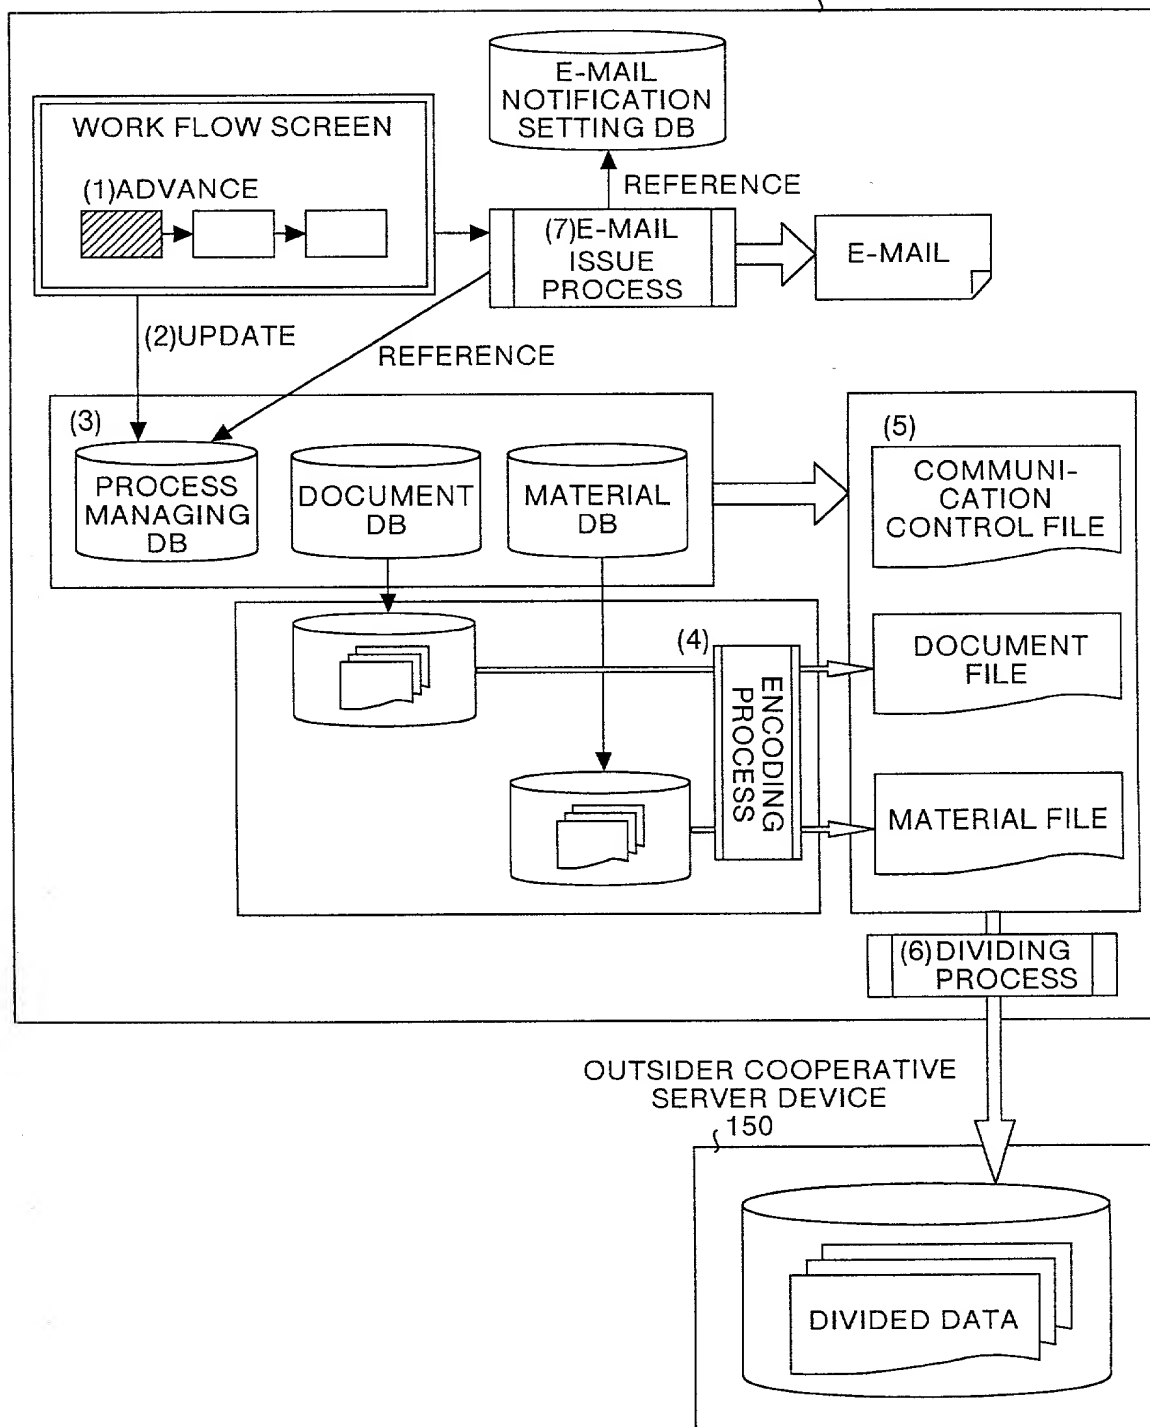 E-MAIL
NOTIFICATION
SETTING DB
WORK FLOW SCREEN
(1)ADVANCE
REFERENCE
(7)E-MAIL
ISSUE
PROCESS
E-MAIL
(2)UPDATE
REFERENCE
(3)
PROCESS
MANAGING
DB
DOCUMENT
DB
MATERIAL
DB
(5)
COMMUNI-
CATION
CONTROL FILE
(4)
ENCODING
PROCESS
DOCUMENT
FILE
MATERIAL FILE
(6)DIVIDING
PROCESS
OUTSIDER COOPERATIVE
SERVER DEVICE
150
DIVIDED DATA